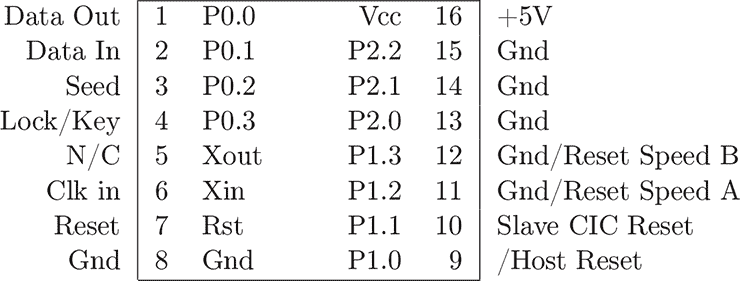 Data Out 1 P0.0 Vcc 16 +5V
Data In 2 P0.1 P2.2 15 Gnd
Seed 3 P0.2 P2.1 14 Gnd
Lock/Key 4 P0.3 P2.0 13 Gnd
N/C 5 Xout P1.3 12 Gnd/Reset Speed B
Clk in 6 Xin P1.2 11 Gnd/Reset Speed A
Reset 7 Rst P1.1 10 Slave CIC Reset
Gnd 8 Gnd P1.0 9 /Host Reset